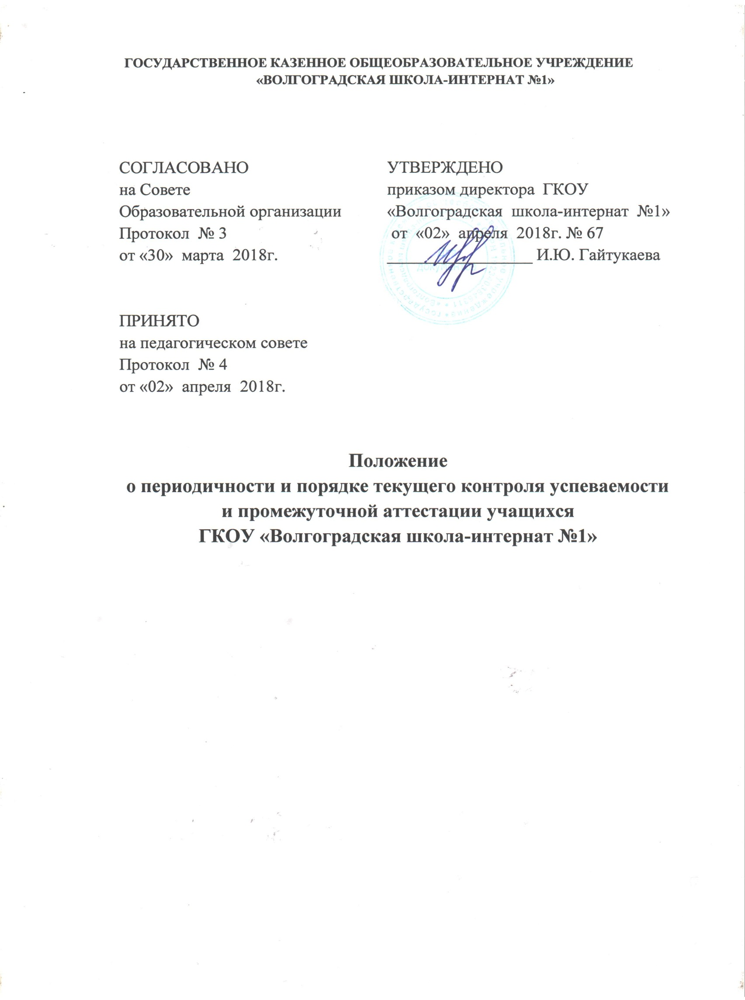 ГОСУДАРСТВЕННОЕ КАЗЕННОЕ ОБЩЕОБРАЗОВАТЕЛЬНОЕ УЧРЕЖДЕНИЕ
«ВОЛГОГРАДСКАЯ ШКОЛА-ИНТЕРНАТ №1»
СОГЛАСОВАНО
на Совете
Образовательной организации
Протокол № 3
от «30» марта 2018г.
УТВЕРЖДЕНО
приказом директора ГКОУ
«Волгоградская школа-интернат №1»
от «02» апреля 2018г. № 67
И.Ю. Гайтукаева
ПРИНЯТО
на педагогическом совете
Протокол № 4
от «02» апреля 2018г.
Положение
о периодичности и порядке текущего контроля успеваемости
и промежуточной аттестации учащихся
ГКОУ «Волгоградская школа-интернат №1»